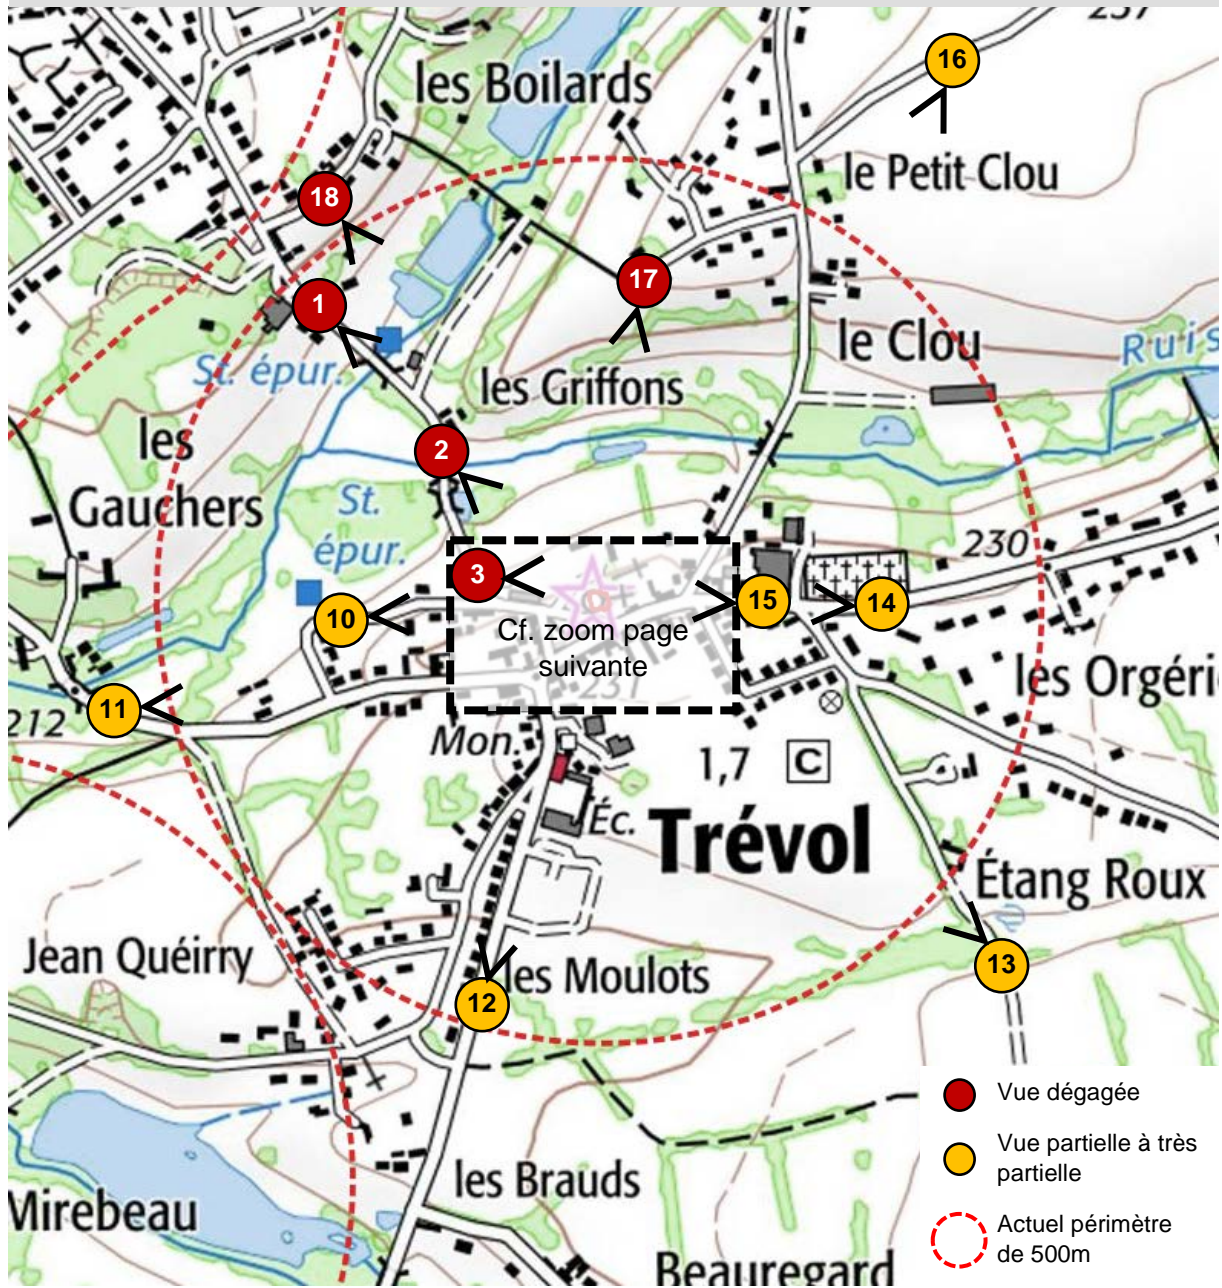 237
16
les Boilards
le Petit Clou
18
17
1
le Clou
Ruis
St. épur.
les Griffons
les
Gauchers
2
St.
épur.
230
3
15
14
10
Cf. zoom page
suivante
231
les Orgéri
11
212
Mon.
1,7 C
Éc.
Trévol
Étang Roux
Jean Quéirry
13
les Moulots
12
Vue dégagée
Vue partielle à très
partielle
les Brauds
Mirebeau
Actuel périmètre
de 500m
Beauregard